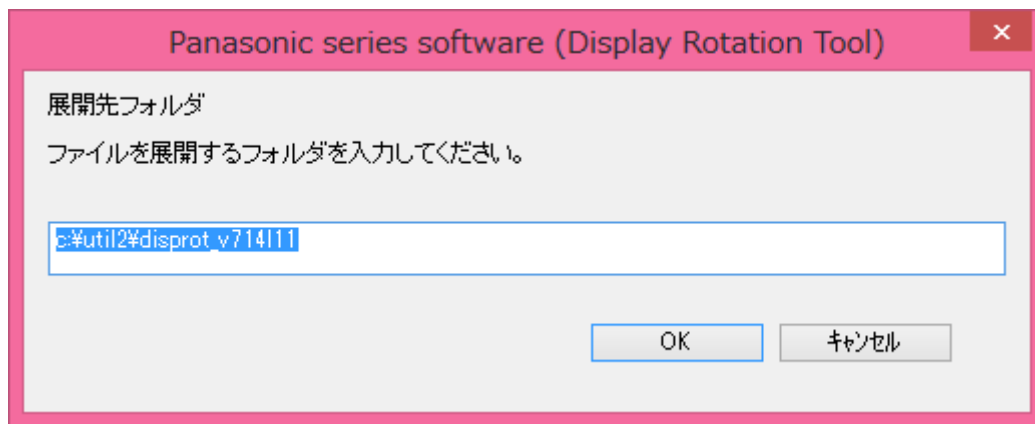 Panasonic series software (Display Rotation Tool)
展開先フォルダ
ファイルを展開するフォルダを入力してください。
c:¥util2¥disprot_v714l11
OK
キャンセル